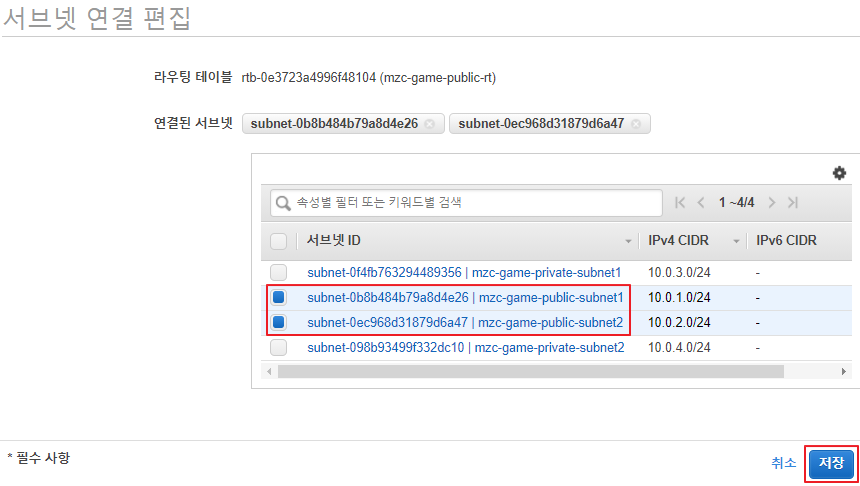 서브넷 연결 편집
라우팅 테이블 rtb-0e3723a4996f48104 (mzc-game-public-rt)
연결된 서브넷 subnet-0b8b484b79a8d4e26 subnet-0ec968d31879d6a47
속성별 필터 또는 키워드별 검색 1 ~4/4
서브넷 ID IPv4 CIDR IPv6 CIDR
subnet-0f4fb763294489356 | mzc-game-private-subnet1 10.0.3.0/24 -
subnet-0b8b484b79a8d4e26 | mzc-game-public-subnet1 10.0.1.0/24 -
subnet-0ec968d31879d6a47 | mzc-game-public-subnet2 10.0.2.0/24 -
subnet-098b93499f332dc10 | mzc-game-private-subnet2 10.0.4.0/24 -
* 필수 사항 취소 저장